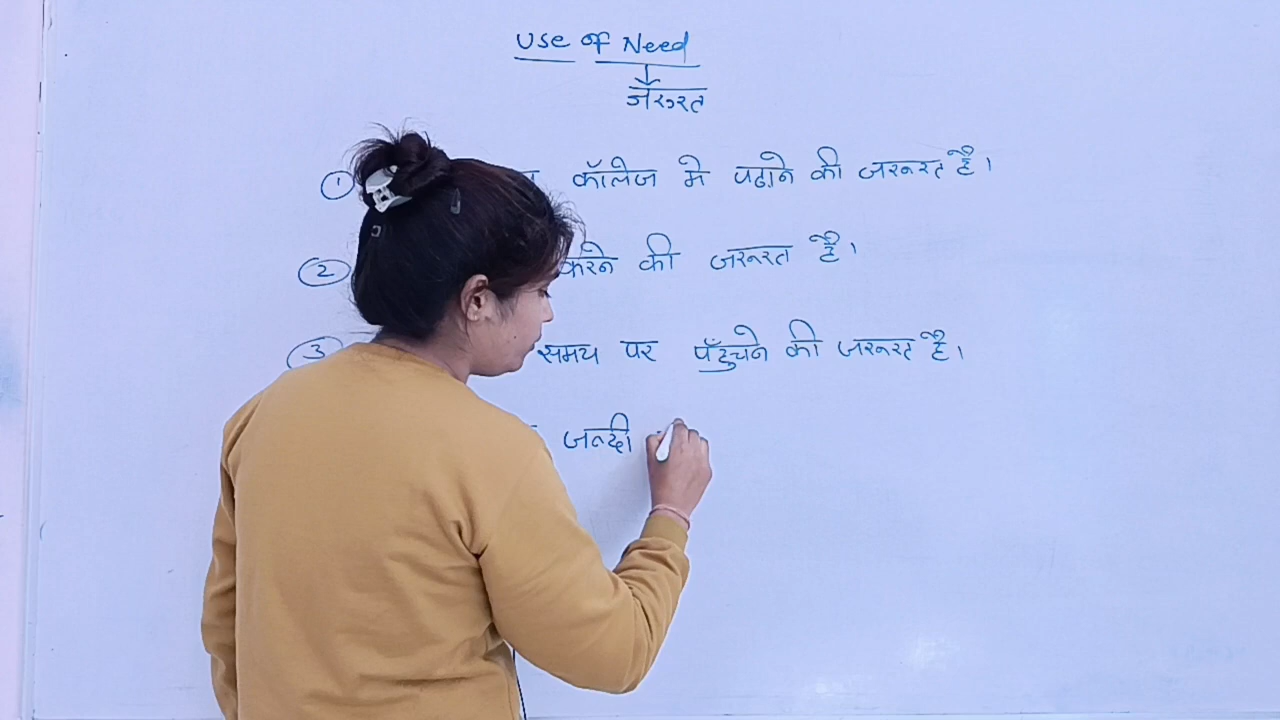 Use of Need
जरुरत
① कॉलेज मे पढ़ाने की जरूरत है।
② करने की जरूरत है।
③ समय पर पहुँचने की जरूरत है।
जल्दी